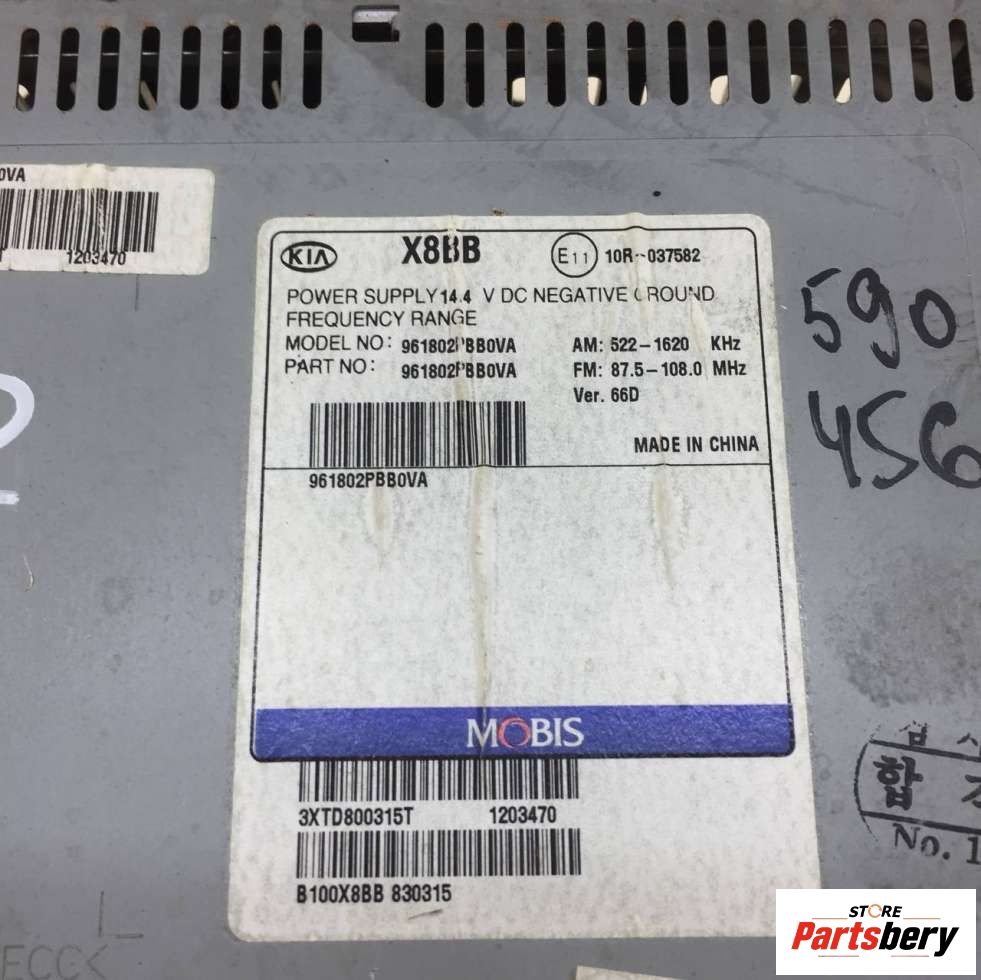 0VA
1203470
KIA X8BB E11 10R-037582
POWER SUPPLY 14.4 V DC NEGATIVE GROUND
FREQUENCY RANGE
MODEL NO: 961802PBB0VA AM: 522-1620 KHz
PART NO: 961802PBB0VA FM: 87.5-108.0 MHz
Ver. 66D
MADE IN CHINA
961802PBB0VA
MOBIS
3XTD800315T 1203470
B100X8BB 830315
590
456
합
No. 1
STORE
Partsbery